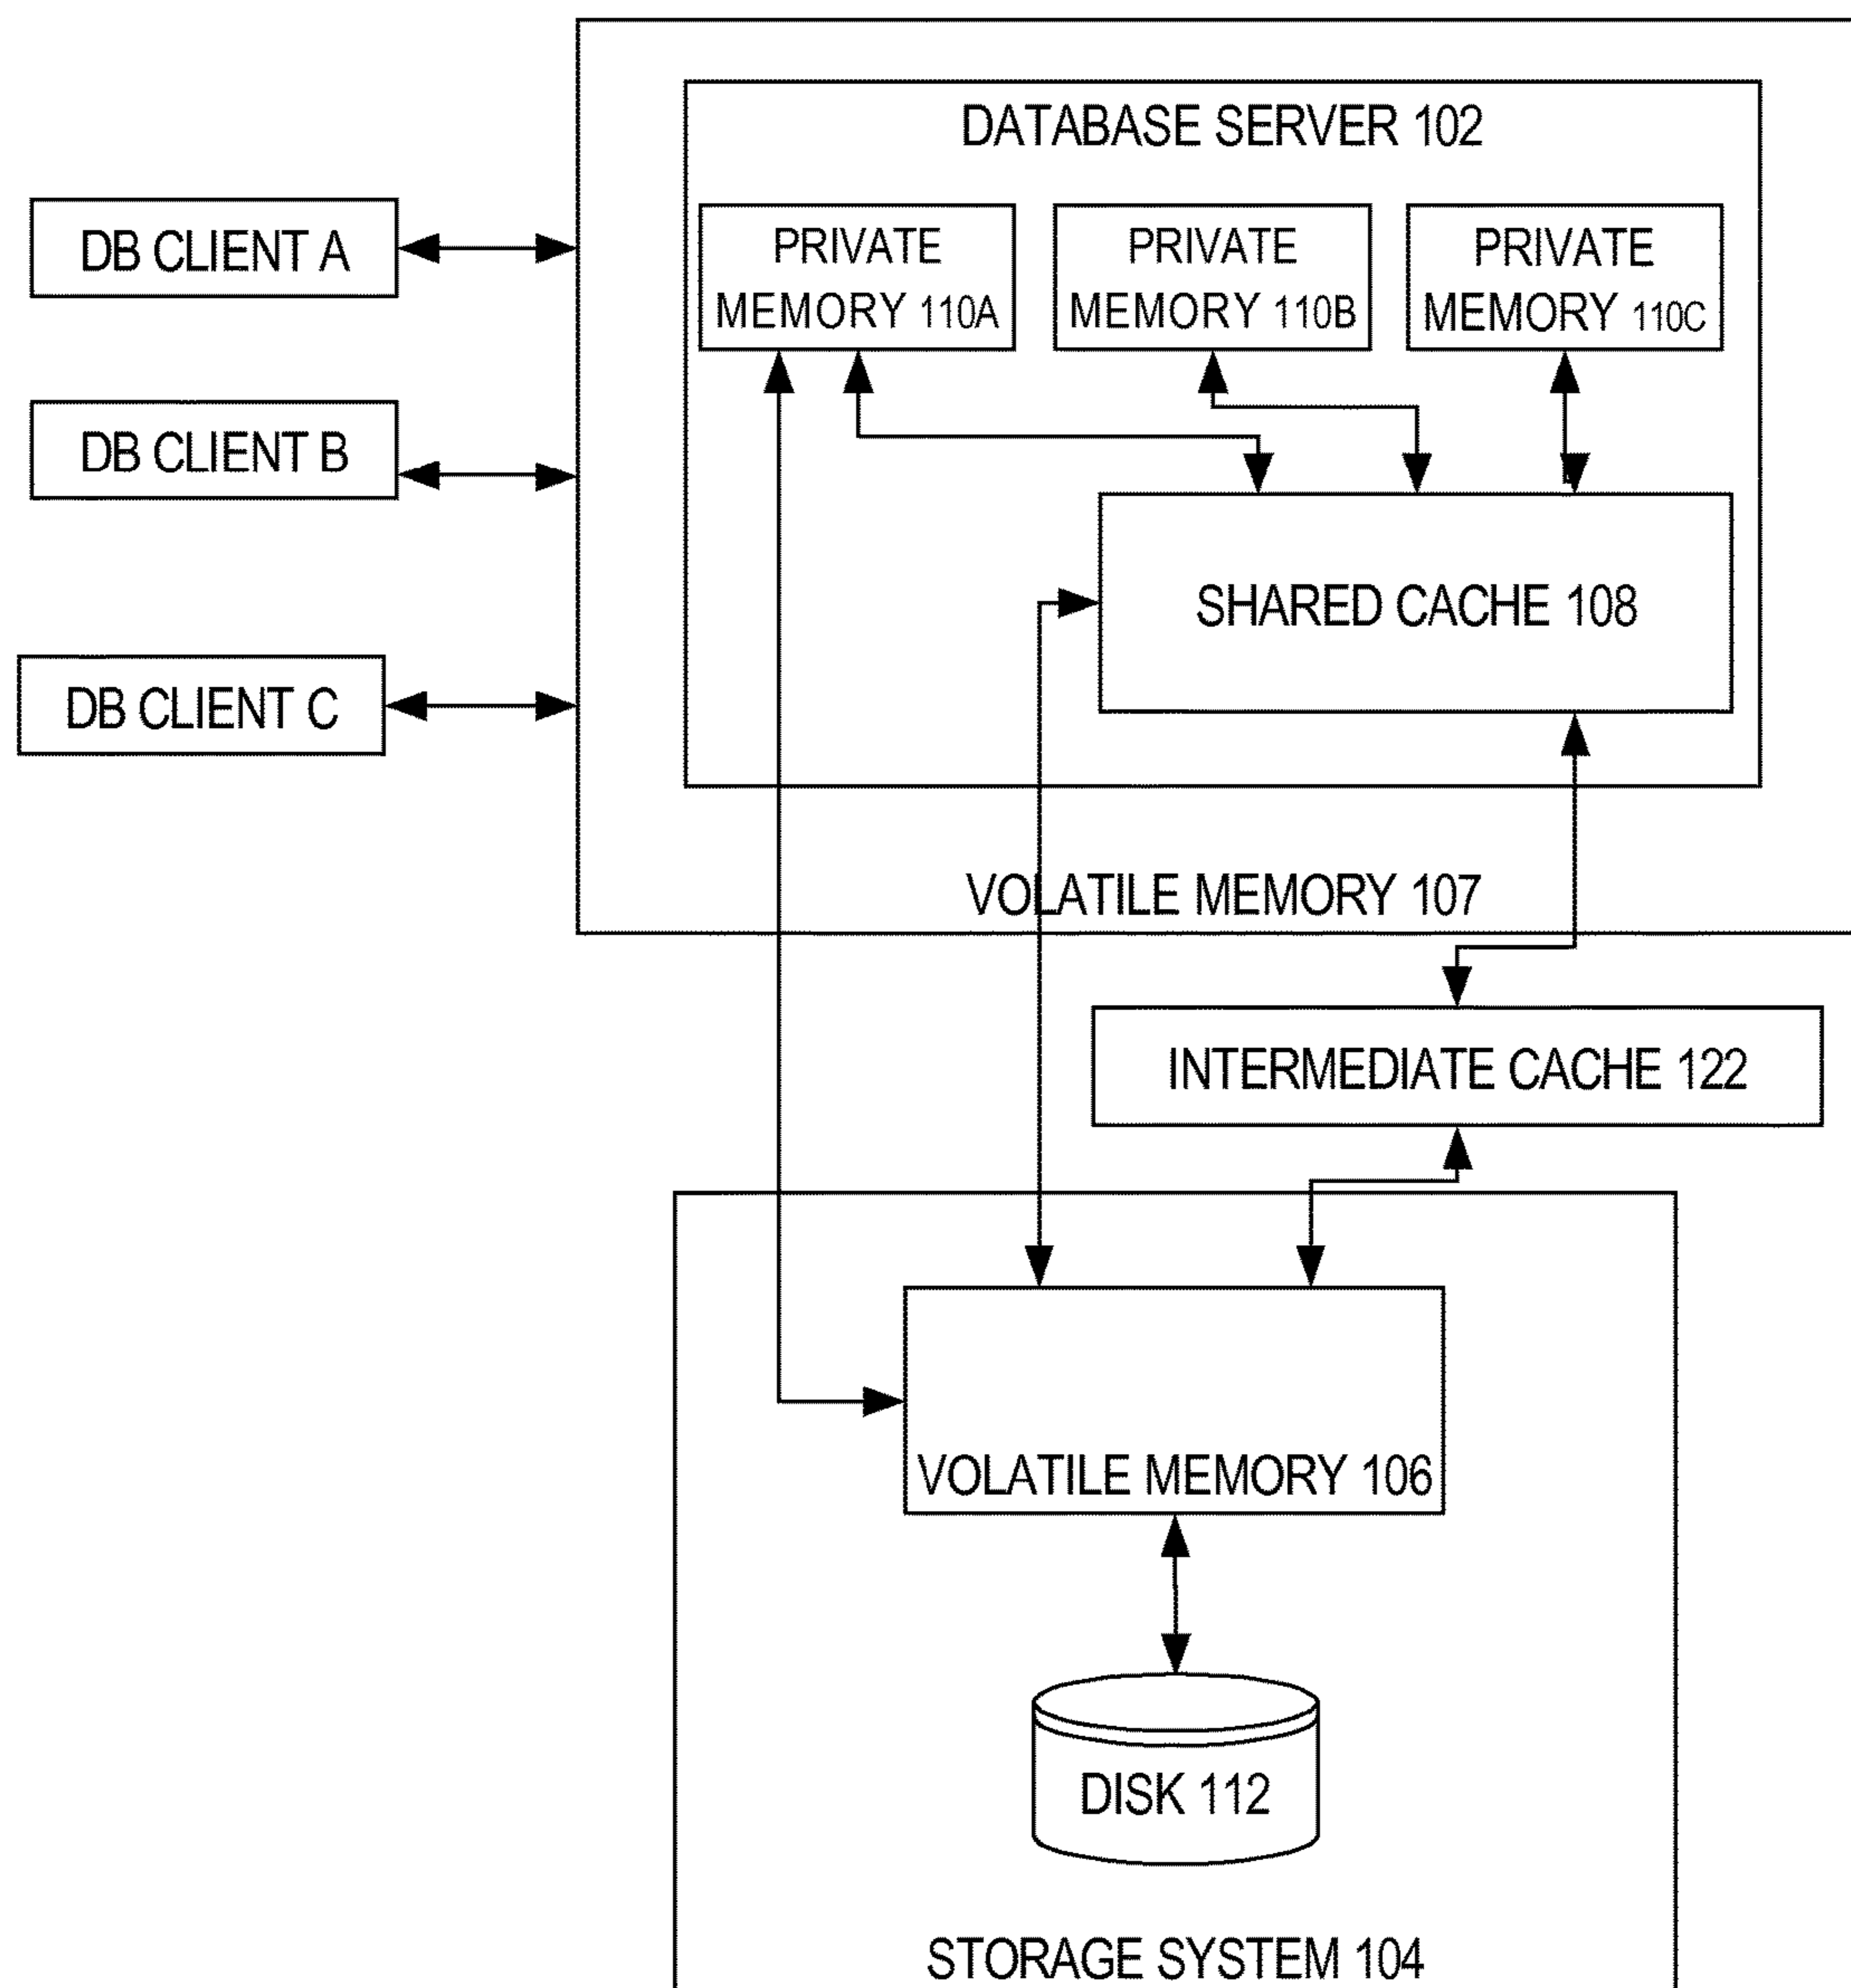 DATABASE SERVER 102
DB CLIENT A
PRIVATE
MEMORY 110A
PRIVATE
MEMORY 110B
PRIVATE
MEMORY 110C
DB CLIENT B
SHARED CACHE 108
DB CLIENT C
VOLATILE MEMORY 107
INTERMEDIATE CACHE 122
VOLATILE MEMORY 106
DISK 112
STORAGE SYSTEM 104